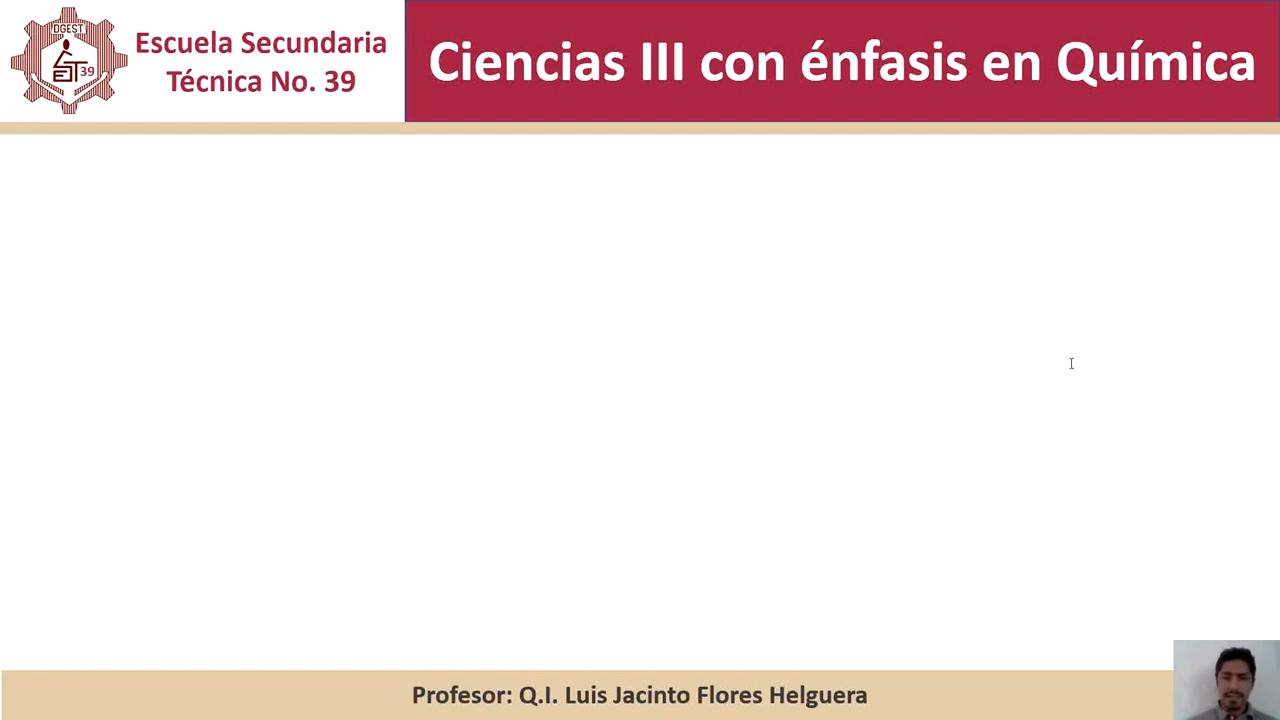 DGEST
39
Escuela Secundaria
Técnica No. 39
Ciencias III con énfasis en Química
Profesor: Q.I. Luis Jacinto Flores Helguera